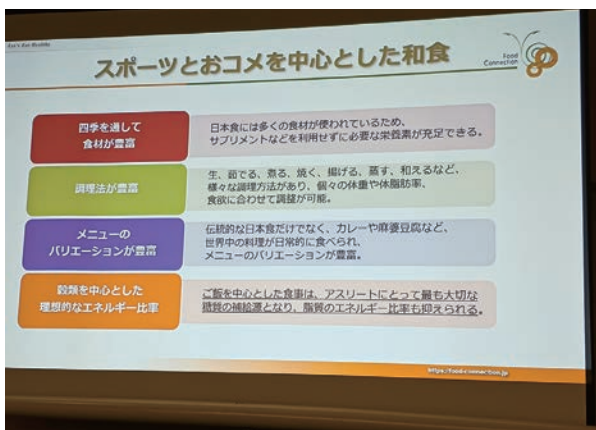 スポーツとおコメを中心とした和食
Food
Connection
四季を通して
食材が豊富
日本食には多くの食材が使われているため、
サプリメントなどを利用せずに必要な栄養素が充足できる。
調理法が豊富
生、茹でる、煮る、焼く、揚げる、蒸す、和えるなど、
様々な調理方法があり、個々の体重や体脂肪率、
食欲に合わせて調整が可能。
メニューの
バリエーションが豊富
伝統的な日本食だけでなく、カレーや麻婆豆腐など、
世界中の料理が日常的に食べられ、
メニューのバリエーションが豊富。
穀類を中心とした
理想的なエネルギー比率
ご飯を中心とした食事は、アスリートにとって最も大切な
糖質の補給源となり、脂質のエネルギー比率も抑えられる。
https://food-connection.jp